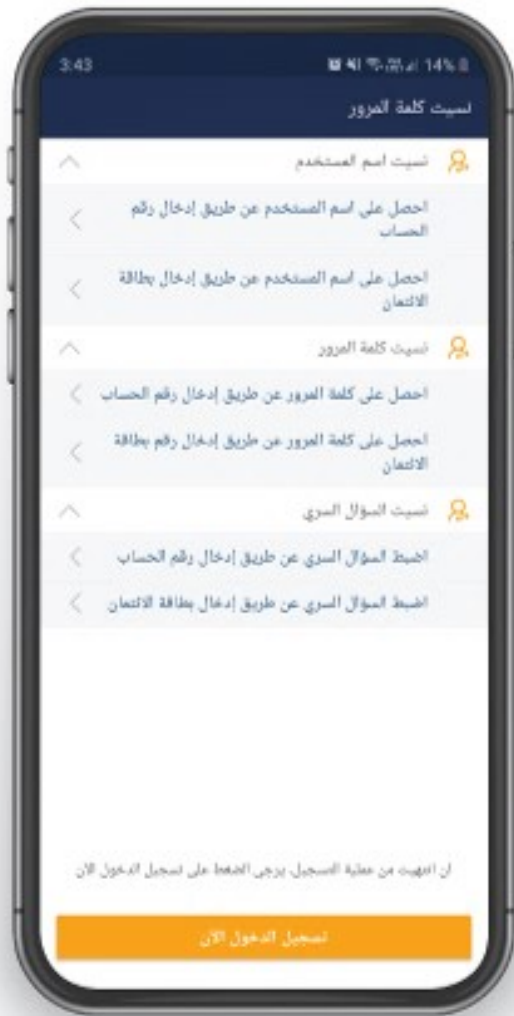 3:43
14%
نسيت كلمة المرور
نسيت اسم المستخدم
احصل على اسم المستخدم عن طريق إدخال رقم
الحساب
احصل على اسم المستخدم عن طريق إدخال بطاقة
الائتمان
نسيت كلمة المرور
احصل على كلمة المرور عن طريق إدخال رقم الحساب
احصل على كلمة المرور عن طريق إدخال رقم بطاقة
الائتمان
نسيت السؤال السري
اضبط السؤال السري عن طريق إدخال رقم الحساب
اضبط السؤال السري عن طريق إدخال بطاقة الائتمان
ان انتهيت من عملية التسجيل، يرجى الضغط على تسجيل الدخول الآن
تسجيل الدخول الآن